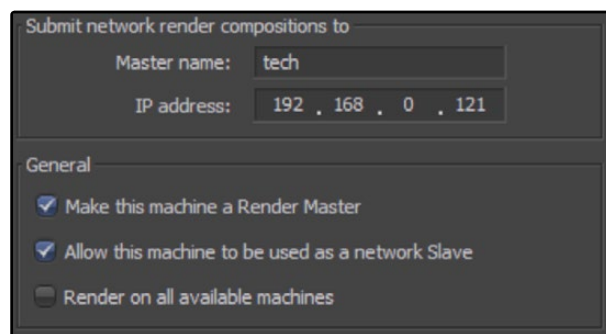 Submit network render compositions to
Master name: tech
IP address: 192 . 168 . 0 . 121
General
Make this machine a Render Master
Allow this machine to be used as a network Slave
Render on all available machines